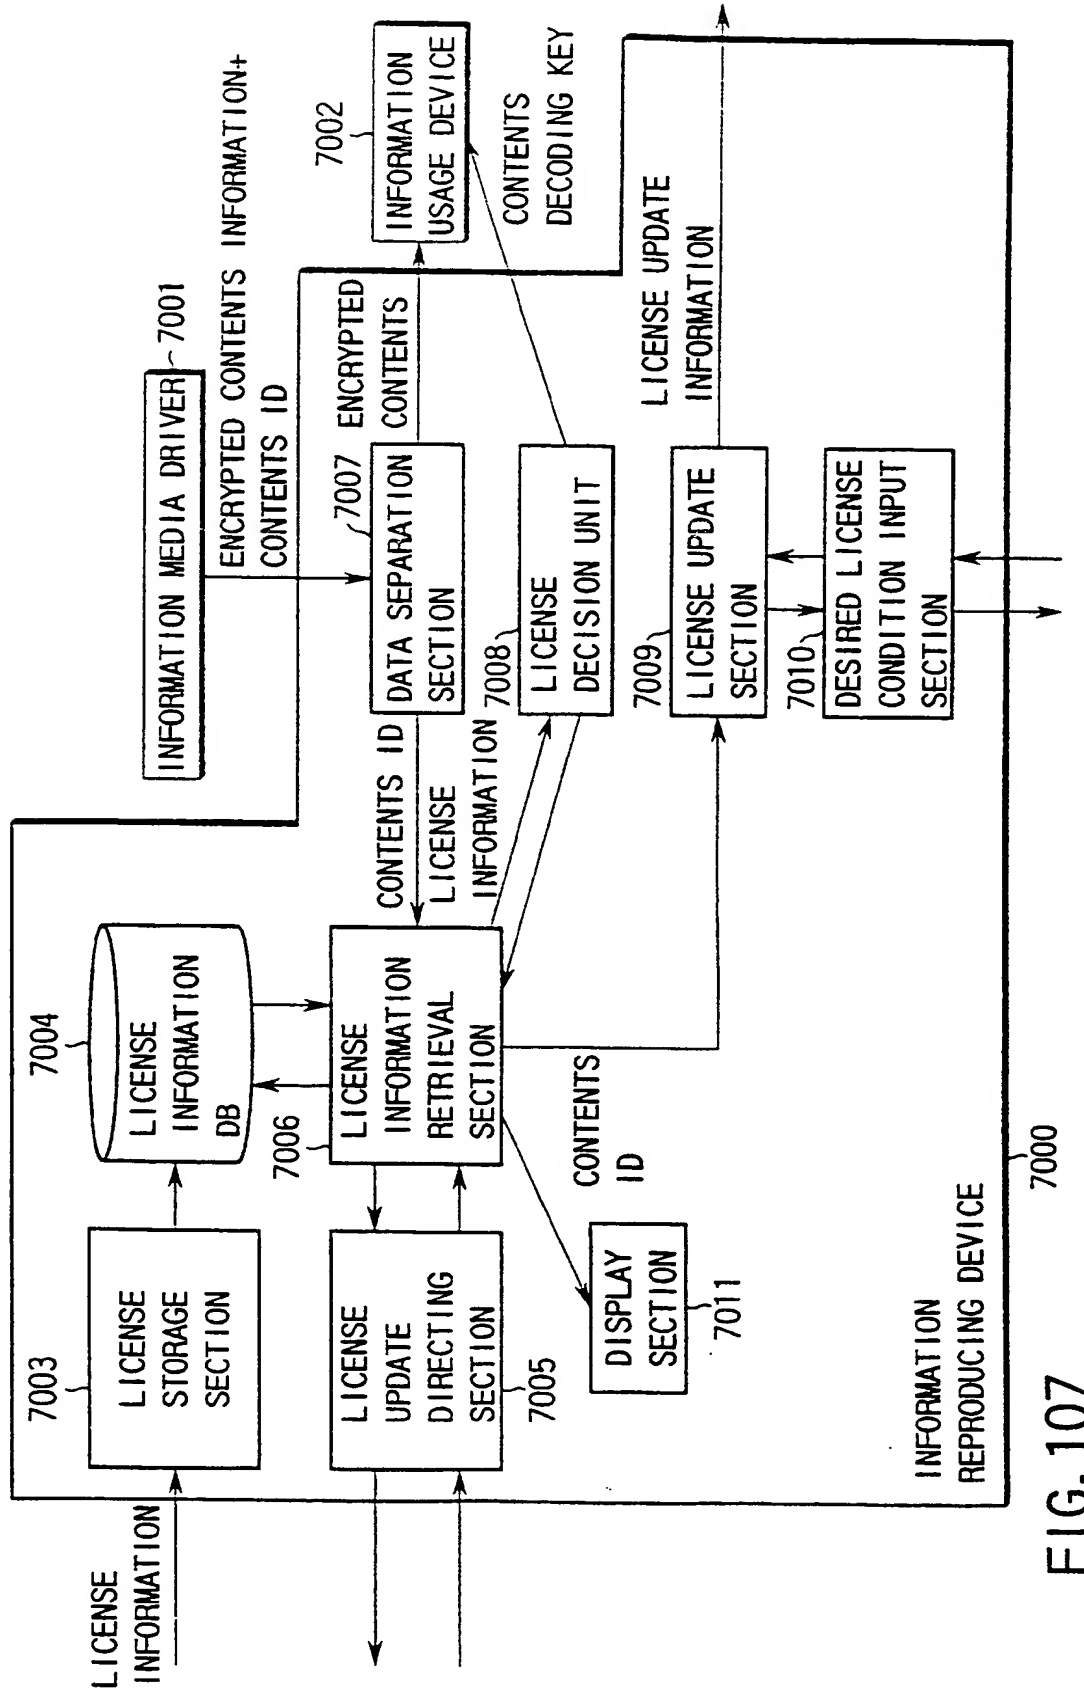 LICENSE
INFORMATION
7003
LICENSE
STORAGE
SECTION
7004
LICENSE
INFORMATION
DB
INFORMATION MEDIA DRIVER
7001
ENCRYPTED CONTENTS INFORMATION+
CONTENTS ID
7002
INFORMATION
USAGE DEVICE
LICENSE
UPDATE
DIRECTING
SECTION
7005
7006
LICENSE
INFORMATION
RETRIEVAL
SECTION
CONTENTS ID
LICENSE
INFORMATION
7007
DATA SEPARATION
SECTION
ENCRYPTED
CONTENTS
CONTENTS
DECODING KEY
7008
LICENSE
DECISION UNIT
DISPLAY
SECTION
7011
CONTENTS
ID
7009
LICENSE UPDATE
SECTION
LICENSE UPDATE
INFORMATION
7010
DESIRED LICENSE
CONDITION INPUT
SECTION
INFORMATION
REPRODUCING DEVICE
7000
FIG. 107